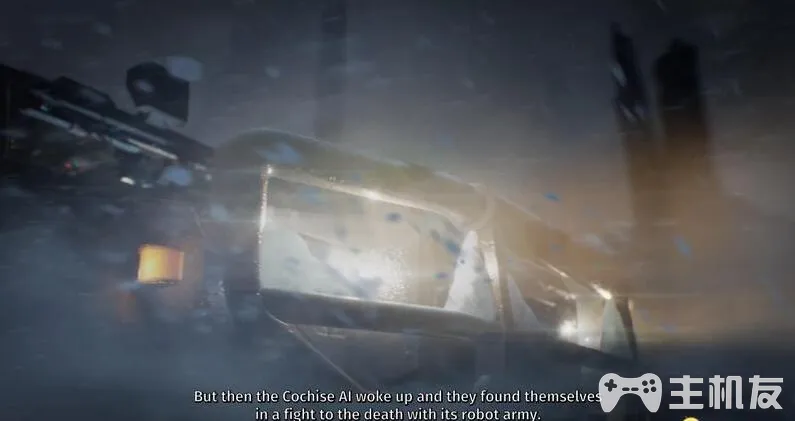 But then the Cochise AI woke up and they found themselves
in a fight to the death with its robot army.
主机友